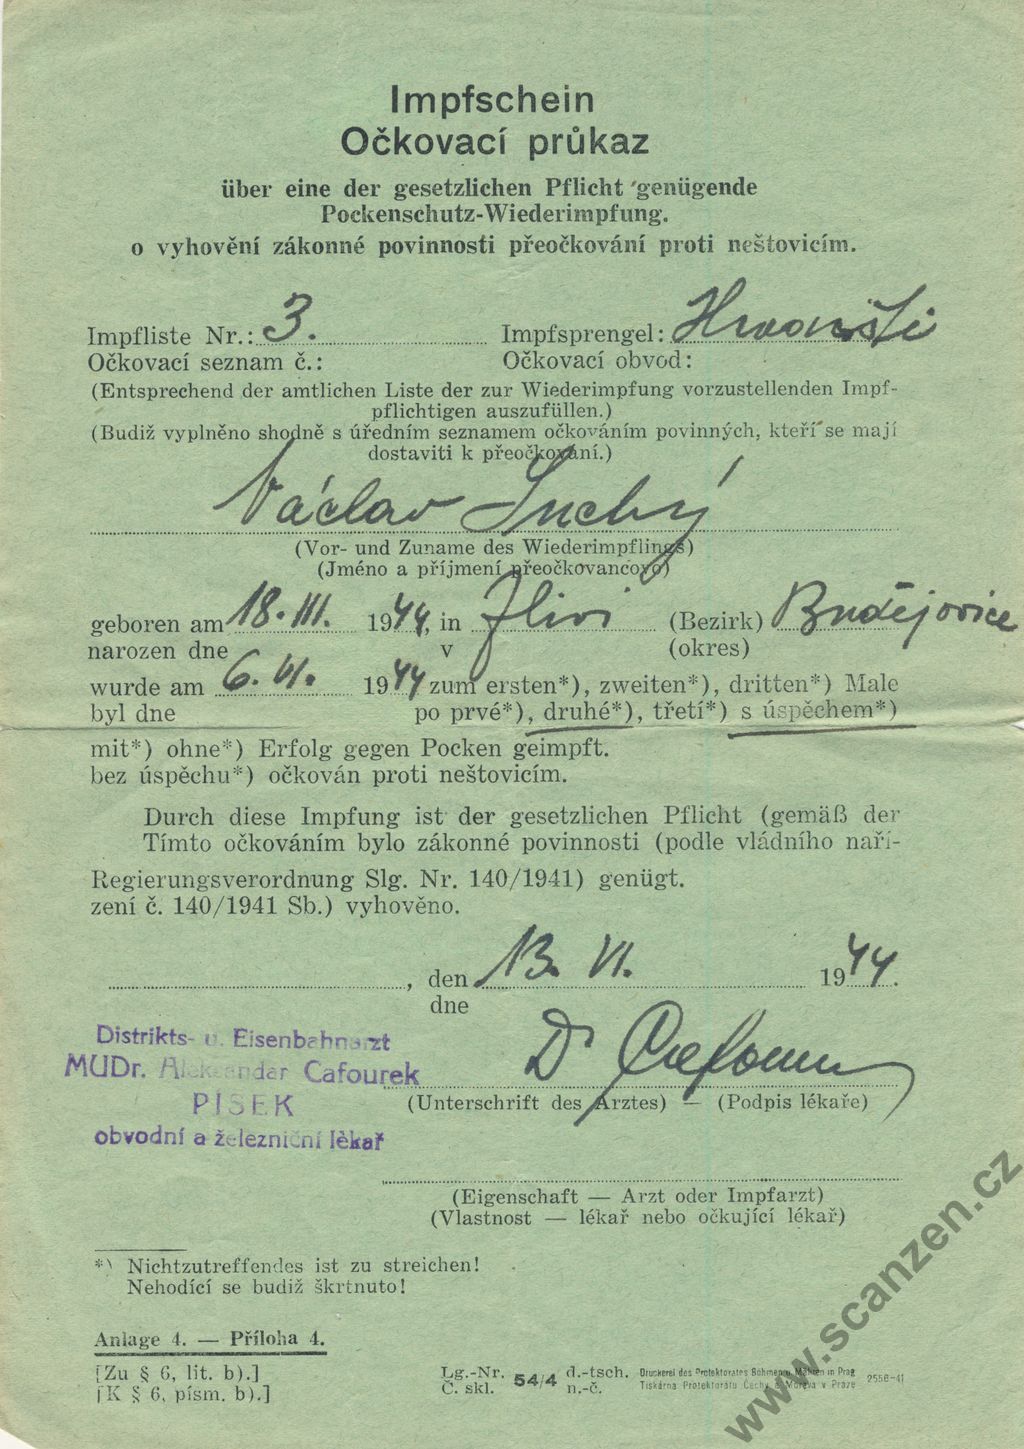 Impfschein
Očkovací průkaz
über eine der gesetzlichen Pflicht genügende
Pockenschutz-Wiederimpfung.
o vyhovění zákonné povinnosti přeočkování proti neštovicím.
Impfliste Nr.: 3. Impfsprengel:
Očkovací seznam č.: Očkovací obvod:
(Entsprechend der amtlichen Liste der zur Wiederimpfung vorzustellenden Impf-
pflichtigen auszufüllen.)
(Budiž vyplněno shodně s úředním seznamem očkováním povinných, kteří se mají
dostaviti k přeočkování.)
Václav Suchý
(Vor- und Zuname des Wiederimpflings)
(Jméno a příjmení přeočkovancovo)
geboren am 18. III. 1944, in (Bezirk) Budějovice
narozen dne v (okres)
wurde am 6. VI. 1944 zum ersten*), zweiten*), dritten*) Male
byl dne po prvé*), druhé*), třetí*) s úspěchem*)
mit*) ohne*) Erfolg gegen Pocken geimpft.
bez úspěchu*) očkován proti neštovicím.
Durch diese Impfung ist der gesetzlichen Pflicht (gemäß der
Tímto očkováním bylo zákonné povinnosti (podle vládního naří-
Regierungsverordnung Slg. Nr. 140/1941) genügt.
zení č. 140/1941 Sb.) vyhověno.
, den 13. VI. 1944.
dne
Distrikts- u. Eisenbahnarzt
MUDr. Aleksander Cafourek
PISEK
obvodní a železniční lékař
Dr Cafourek
(Unterschrift des Arztes) — (Podpis lékaře)
(Eigenschaft — Arzt oder Impfarzt)
(Vlastnost — lékař nebo očkující lékař)
*) Nichtzutreffendes ist zu streichen!
Nehodící se budiž škrtnuto!
Anlage 4. — Příloha 4.
[Zu § 6, lit. b).]
[K § 6, písm. b).]
Lg.-Nr. 54/4 d.-tsch.
Č. skl. n.-č.
Druckerei des Protektorates Böhmen u. Mähren in Prag
Tiskárna Protektorátu Čechy a Morava v Praze
2556-41
www.scanzen.cz